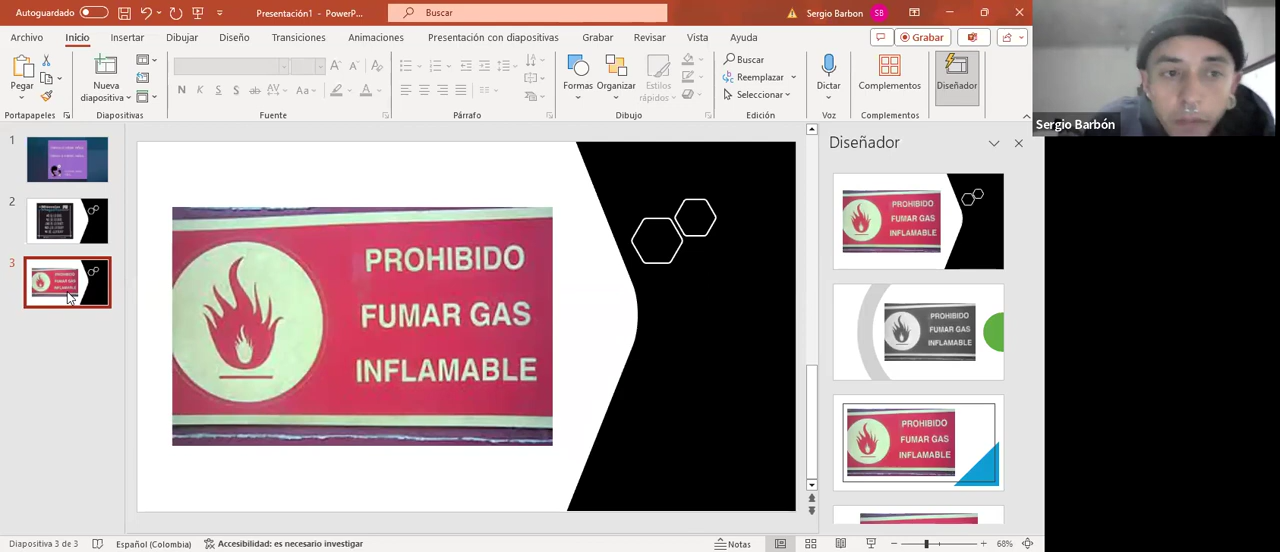 Autoguardado
Presentación1 - PowerP...
Buscar
Sergio Barbon
SB
Archivo
Inicio
Insertar
Dibujar
Diseño
Transiciones
Animaciones
Presentación con diapositivas
Grabar
Revisar
Vista
Ayuda
Grabar
Pegar
Nueva
diapositiva
Formas
Organizar
Estilos
rápidos
Buscar
Reemplazar
Seleccionar
Dictar
Complementos
Diseñador
Portapapeles
Diapositivas
Fuente
Párrafo
Dibujo
Edición
Voz
Complementos
Sergio Barbón
1
2
3
PROHIBIDO
FUMAR GAS
INFLAMABLE
Diseñador
PROHIBIDO
FUMAR GAS
INFLAMABLE
PROHIBIDO
FUMAR GAS
INFLAMABLE
PROHIBIDO
FUMAR GAS
INFLAMABLE
Diapositiva 3 de 3
Español (Colombia)
Accesibilidad: es necesario investigar
Notas
68%